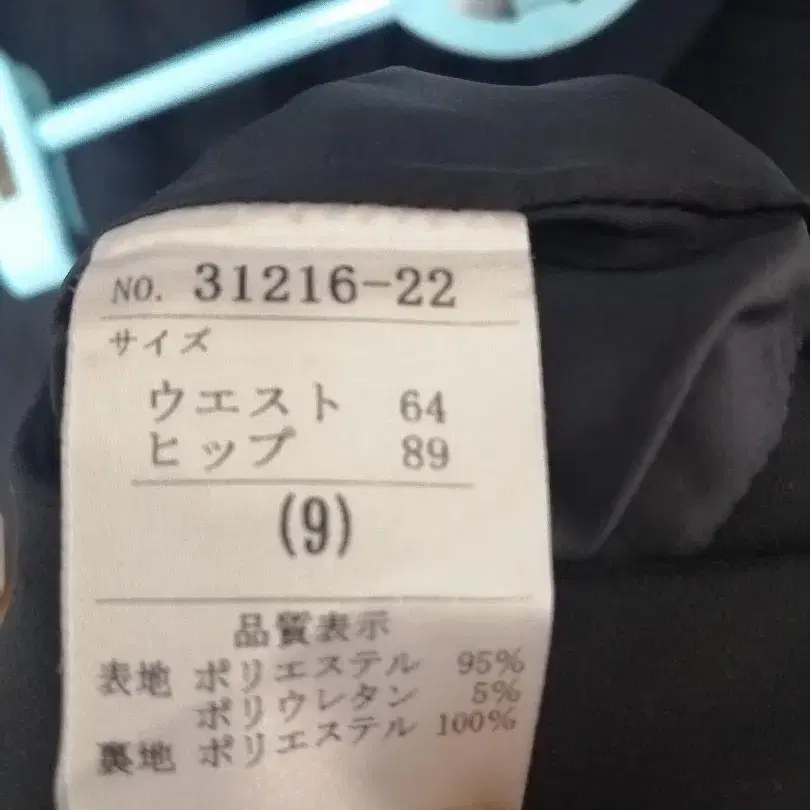 NO. 31216-22
サイズ
ウエスト 64
ヒップ 89
(9)
品質表示
表地 ポリエステル 95%
ポリウレタン 5%
裏地 ポリエステル 100%